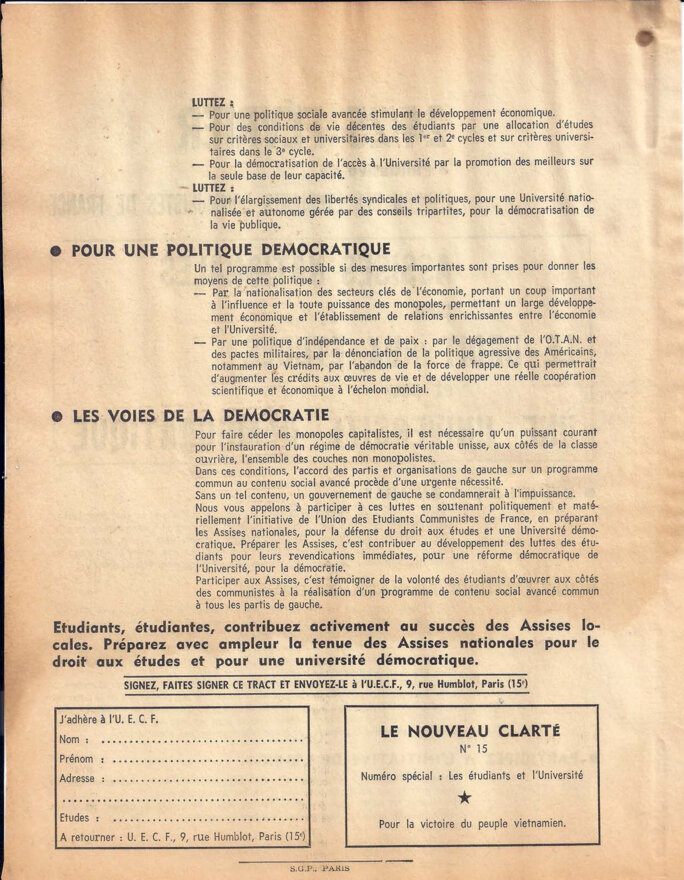 LUTTEZ :
— Pour une politique sociale avancée stimulant le développement économique.
— Pour des conditions de vie décentes des étudiants par une allocation d'études
sur critères sociaux et universitaires dans les 1er et 2e cycles et sur critères universi-
taires dans le 3e cycle.
— Pour la démocratisation de l'accès à l'Université par la promotion des meilleurs sur
la seule base de leur capacité.
LUTTEZ :
— Pour l'élargissement des libertés syndicales et politiques, pour une Université natio-
nalisée et autonome gérée par des conseils tripartites, pour la démocratisation de
la vie publique.
● POUR UNE POLITIQUE DEMOCRATIQUE
Un tel programme est possible si des mesures importantes sont prises pour donner les
moyens de cette politique :
— Par la nationalisation des secteurs clés de l'économie, portant un coup important
à l'influence et la toute puissance des monopoles, permettant un large développe-
ment économique et l'établissement de relations enrichissantes entre l'économie
et l'Université.
— Par une politique d'indépendance et de paix : par le dégagement de l'O.T.A.N. et
des pactes militaires, par la dénonciation de la politique agressive des Américains,
notamment au Vietnam, par l'abandon de la force de frappe. Ce qui permettrait
d'augmenter les crédits aux œuvres de vie et de développer une réelle coopération
scientifique et économique à l'échelon mondial.
● LES VOIES DE LA DEMOCRATIE
Pour faire céder les monopoles capitalistes, il est nécessaire qu'un puissant courant
pour l'instauration d'un régime de démocratie véritable unisse, aux côtés de la classe
ouvrière, l'ensemble des couches non monopolistes.
Dans ces conditions, l'accord des partis et organisations de gauche sur un programme
commun au contenu social avancé procède d'une urgente nécessité.
Sans un tel contenu, un gouvernement de gauche se condamnerait à l'impuissance.
Nous vous appelons à participer à ces luttes en soutenant politiquement et maté-
riellement l'initiative de l'Union des Etudiants Communistes de France, en préparant
les Assises nationales, pour la défense du droit aux études et une Université démo-
cratique. Préparer les Assises, c'est contribuer au développement des luttes des étu-
diants pour leurs revendications immédiates, pour une réforme démocratique de
l'Université, pour la démocratie.
Participer aux Assises, c'est témoigner de la volonté des étudiants d'œuvrer aux côtés
des communistes à la réalisation d'un programme de contenu social avancé commun
à tous les partis de gauche.
Etudiants, étudiantes, contribuez activement au succès des Assises lo-
cales. Préparez avec ampleur la tenue des Assises nationales pour le
droit aux études et pour une université démocratique.
SIGNEZ, FAITES SIGNER CE TRACT ET ENVOYEZ-LE à l'U.E.C.F., 9, rue Humblot, Paris (15e)
J'adhère à l'U. E. C. F.
Nom : ........................................
Prénom : ........................................
Adresse : ........................................
........................................
Etudes : ........................................
A retourner : U. E. C. F., 9, rue Humblot, Paris (15e)
LE NOUVEAU CLARTÉ
N° 15
Numéro spécial : Les étudiants et l'Université
★
Pour la victoire du peuple vietnamien.
S.G.P., PARIS